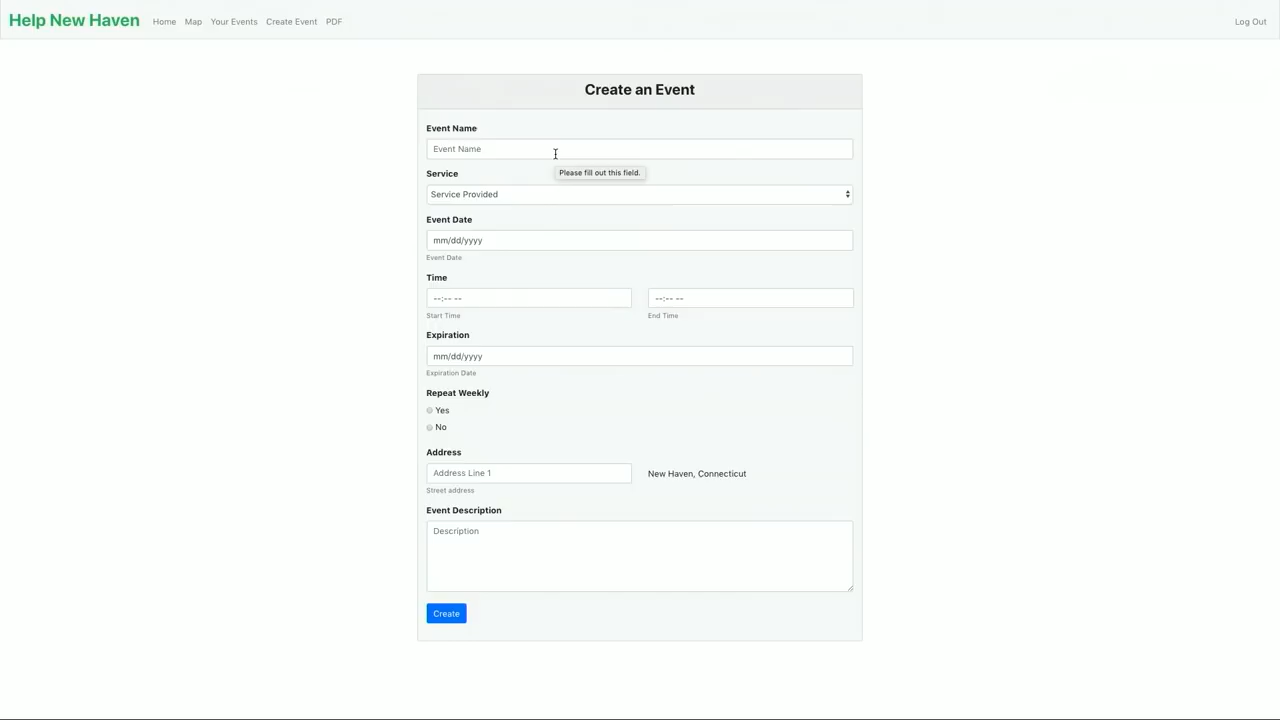 Help New Haven Home Map Your Events Create Event PDF Log Out
Create an Event
Event Name
Event Name
Please fill out this field.
Service
Service Provided
Event Date
mm/dd/yyyy
Event Date
Time
--:-- -- --:-- --
Start Time End Time
Expiration
mm/dd/yyyy
Expiration Date
Repeat Weekly
Yes
No
Address
Address Line 1 New Haven, Connecticut
Street address
Event Description
Description
Create